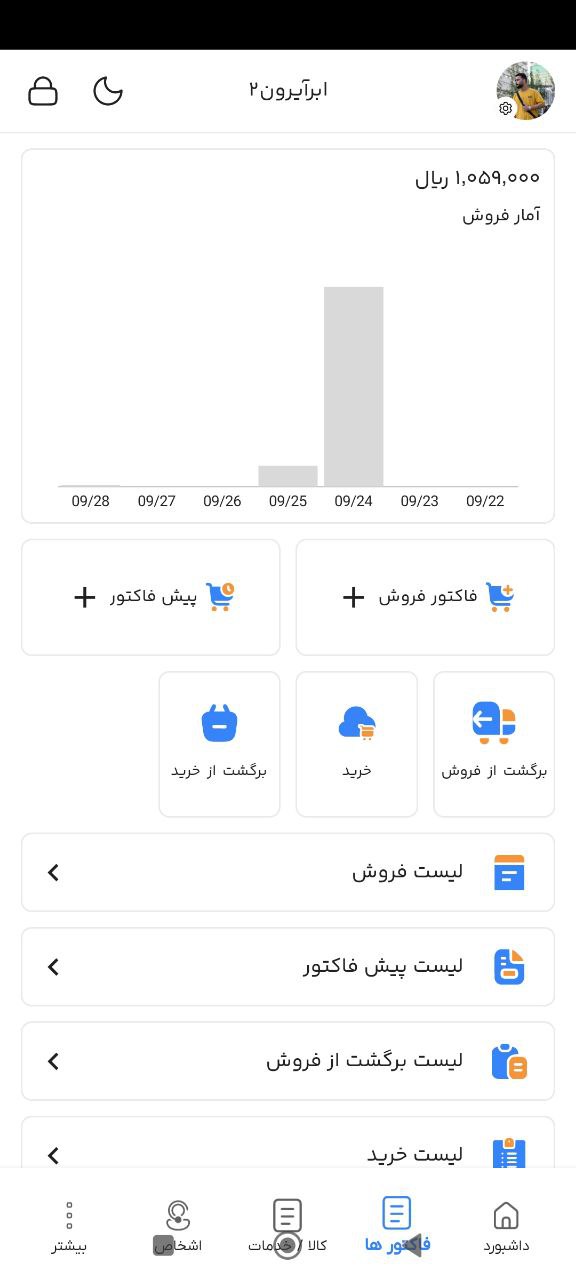 ابرآیرون۲
۱,۰۵۹,۰۰۰ ریال
آمار فروش
09/28 09/27 09/26 09/25 09/24 09/23 09/22
فاکتور فروش +
پیش فاکتور +
برگشت از فروش
خرید
برگشت از خرید
لیست فروش
لیست پیش فاکتور
لیست برگشت از فروش
لیست خرید
داشبورد
فاکتور ها
کالا / خدمات
اشخاص
بیشتر